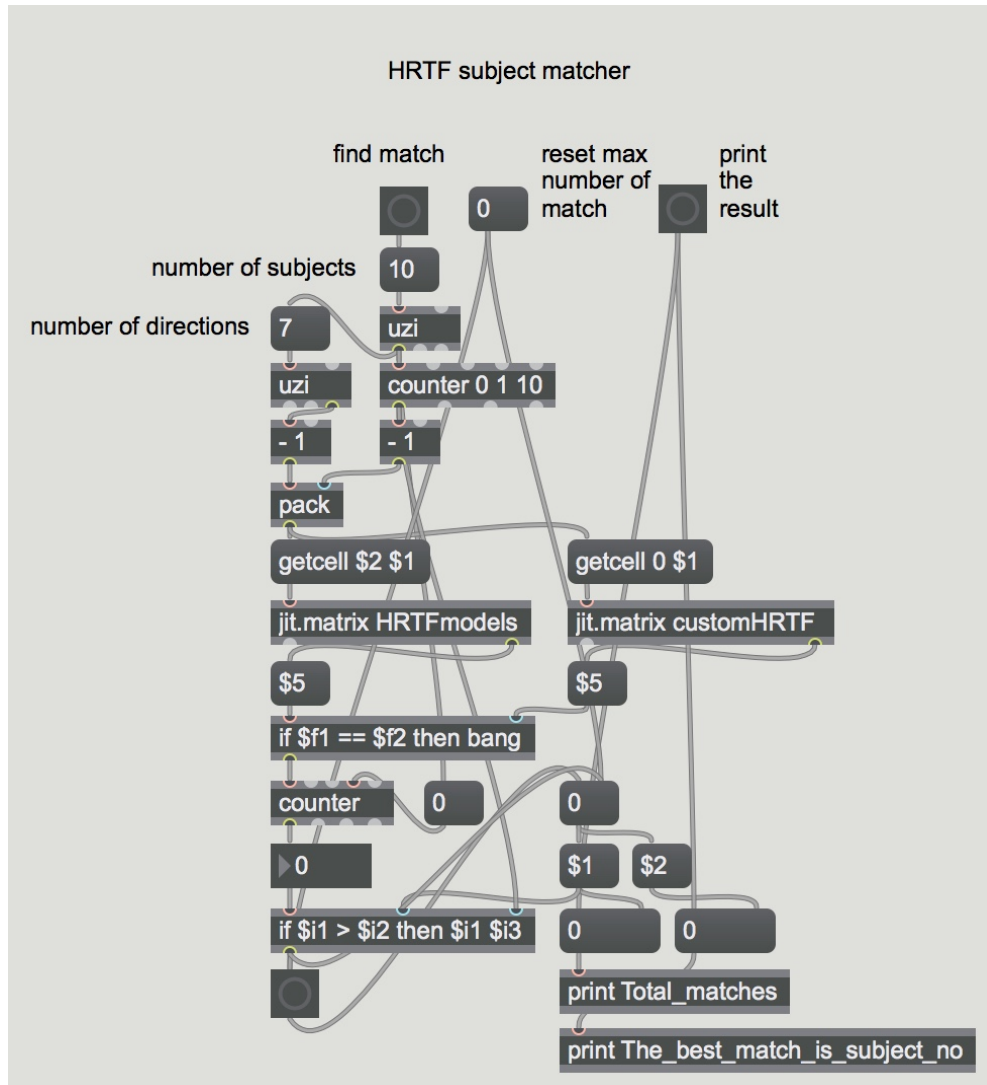 HRTF subject matcher
find match
reset max
number of
match
print
the
result
0
number of subjects
10
number of directions
7
uzi
uzi
counter 0 1 10
- 1
- 1
pack
getcell $2 $1
getcell 0 $1
jit.matrix HRTFmodels
jit.matrix customHRTF
$5
$5
if $f1 == $f2 then bang
counter
0
0
0
$1
$2
if $i1 > $i2 then $i1 $i3
0
0
print Total_matches
print The_best_match_is_subject_no